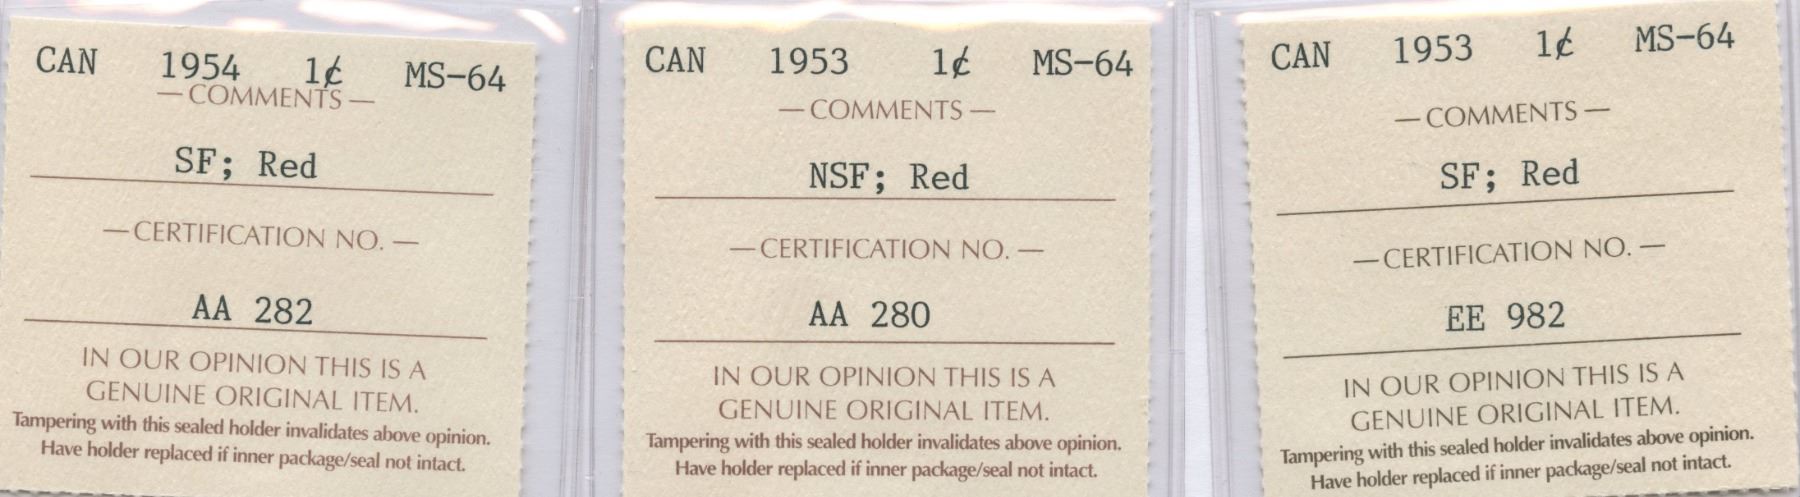 CAN 1954 1¢ MS-64
—COMMENTS—
SF; Red
—CERTIFICATION NO.—
AA 282
IN OUR OPINION THIS IS A
GENUINE ORIGINAL ITEM.
Tampering with this sealed holder invalidates above opinion.
Have holder replaced if inner package/seal not intact.
CAN 1953 1¢ MS-64
—COMMENTS—
NSF; Red
—CERTIFICATION NO.—
AA 280
IN OUR OPINION THIS IS A
GENUINE ORIGINAL ITEM.
Tampering with this sealed holder invalidates above opinion.
Have holder replaced if inner package/seal not intact.
CAN 1953 1¢ MS-64
—COMMENTS—
SF; Red
—CERTIFICATION NO.—
EE 982
IN OUR OPINION THIS IS A
GENUINE ORIGINAL ITEM.
Tampering with this sealed holder invalidates above opinion.
Have holder replaced if inner package/seal not intact.